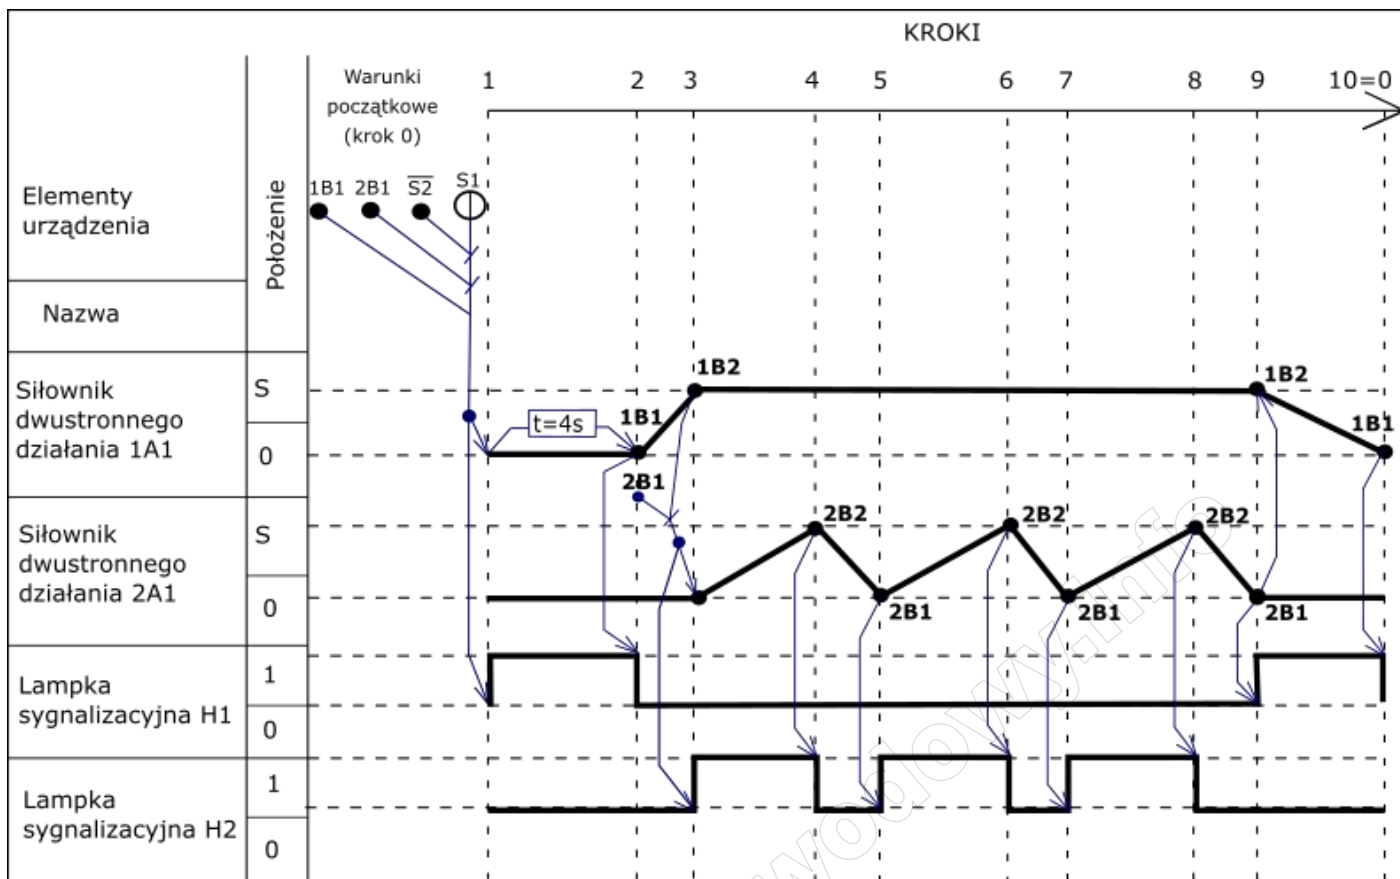 KROKI
Warunki
początkowe
(krok 0)
1 2 3 4 5 6 7 8 9 10=0
Elementy
urządzenia
Nazwa
Położenie
1B1 2B1 S2 S1
Siłownik
dwustronnego
działania 1A1
S
0
t=4s
1B1
1B2
1B2
1B1
2B1
Siłownik
dwustronnego
działania 2A1
S
0
2B2
2B1
2B2
2B1
2B2
2B1
Lampka
sygnalizacyjna H1
1
0
Lampka
sygnalizacyjna H2
1
0
wodowy.info